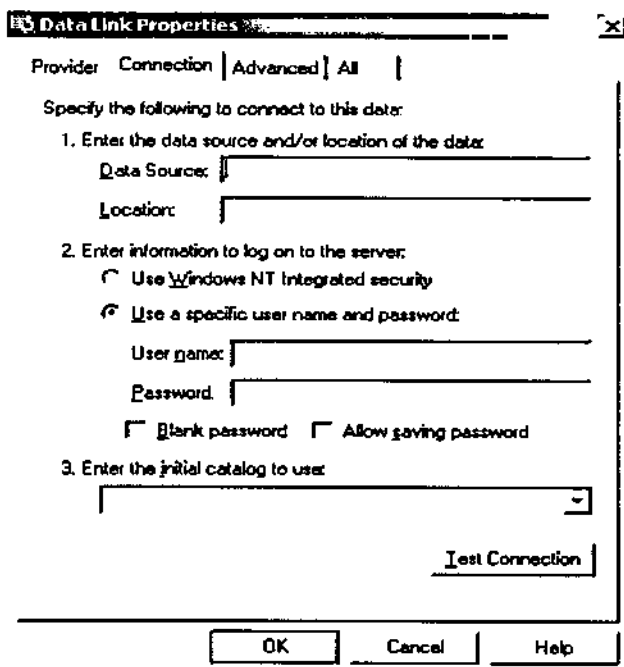 Data Link Properties
Provider Connection Advanced All
Specify the following to connect to this data:
1. Enter the data source and/or location of the data:
Data Source:
Location:
2. Enter information to log on to the server:
Use Windows NT Integrated security
Use a specific user name and password:
User name:
Password:
Blank password Allow saving password
3. Enter the initial catalog to use:
Test Connection
OK Cancel Help